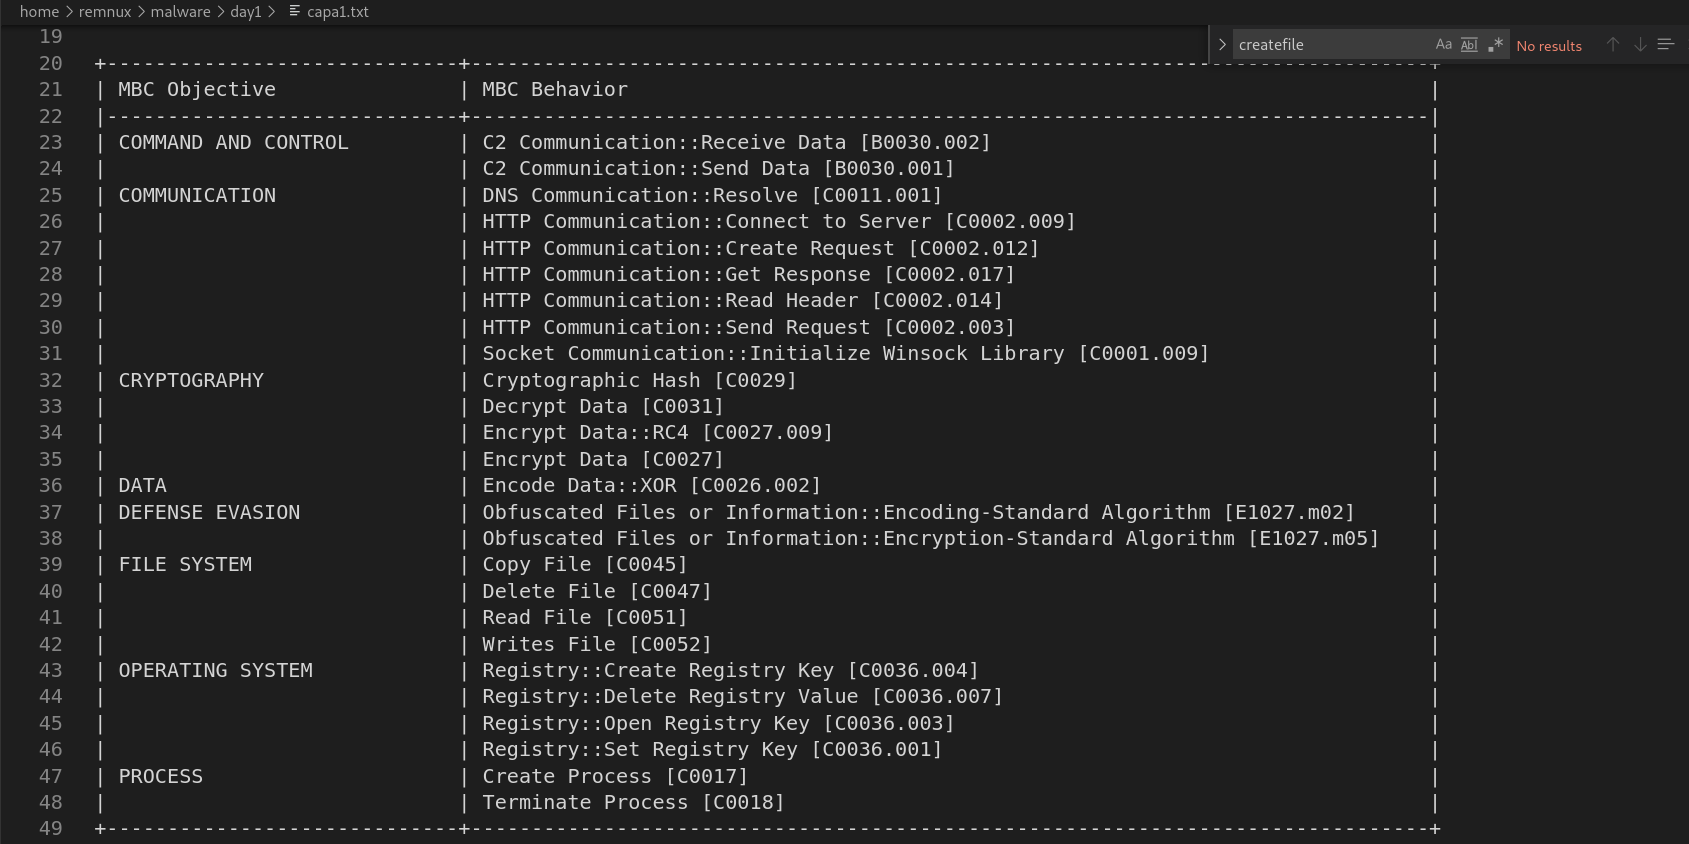 home > remnux > malware > day1 > capa1.txt
> createfile Aa Abl .* No results
19
20 +-----------------------------+-------------------------------------------------------------------------------+
21 | MBC Objective | MBC Behavior |
22 |-----------------------------+-------------------------------------------------------------------------------|
23 | COMMAND AND CONTROL | C2 Communication::Receive Data [B0030.002] |
24 | | C2 Communication::Send Data [B0030.001] |
25 | COMMUNICATION | DNS Communication::Resolve [C0011.001] |
26 | | HTTP Communication::Connect to Server [C0002.009] |
27 | | HTTP Communication::Create Request [C0002.012] |
28 | | HTTP Communication::Get Response [C0002.017] |
29 | | HTTP Communication::Read Header [C0002.014] |
30 | | HTTP Communication::Send Request [C0002.003] |
31 | | Socket Communication::Initialize Winsock Library [C0001.009] |
32 | CRYPTOGRAPHY | Cryptographic Hash [C0029] |
33 | | Decrypt Data [C0031] |
34 | | Encrypt Data::RC4 [C0027.009] |
35 | | Encrypt Data [C0027] |
36 | DATA | Encode Data::XOR [C0026.002] |
37 | DEFENSE EVASION | Obfuscated Files or Information::Encoding-Standard Algorithm [E1027.m02] |
38 | | Obfuscated Files or Information::Encryption-Standard Algorithm [E1027.m05] |
39 | FILE SYSTEM | Copy File [C0045] |
40 | | Delete File [C0047] |
41 | | Read File [C0051] |
42 | | Writes File [C0052] |
43 | OPERATING SYSTEM | Registry::Create Registry Key [C0036.004] |
44 | | Registry::Delete Registry Value [C0036.007] |
45 | | Registry::Open Registry Key [C0036.003] |
46 | | Registry::Set Registry Key [C0036.001] |
47 | PROCESS | Create Process [C0017] |
48 | | Terminate Process [C0018] |
49 +-----------------------------+-------------------------------------------------------------------------------+